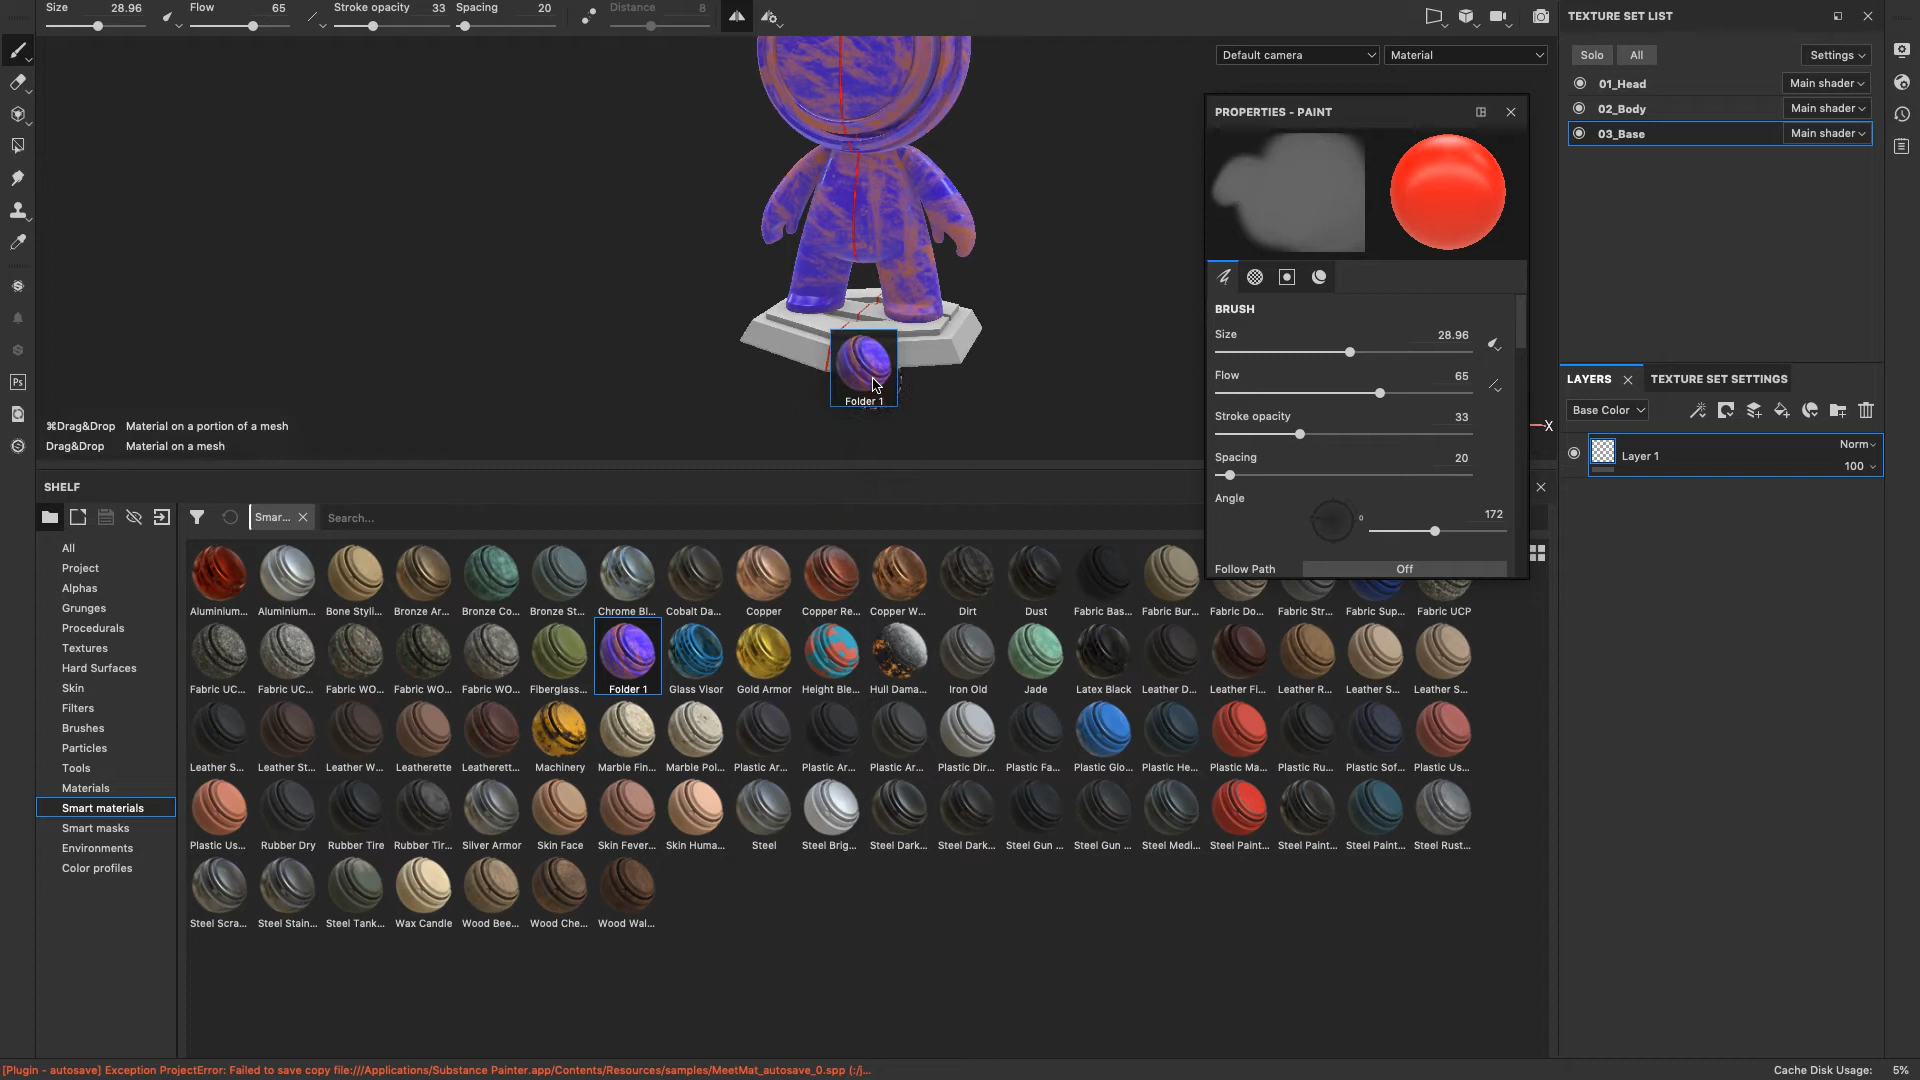 Size 28.96 Flow 65 Stroke opacity 33 Spacing 20 Distance 8
Default camera Material
⌘Drag&Drop Material on a portion of a mesh
Drag&Drop Material on a mesh
Folder 1
X
PROPERTIES - PAINT
BRUSH
Size 28.96
Flow 65
Stroke opacity 33
Spacing 20
Angle
0 172
Follow Path Off
TEXTURE SET LIST
Solo All Settings
01_Head Main shader
02_Body Main shader
03_Base Main shader
LAYERS TEXTURE SET SETTINGS
Base Color
Ps
Layer 1 Norm
100
SHELF
Smar... Search...
All
Project
Alphas
Grunges
Procedurals
Textures
Hard Surfaces
Skin
Filters
Brushes
Particles
Tools
Materials
Smart materials
Smart masks
Environments
Color profiles
Aluminium... Aluminium... Bone Styli... Bronze Ar... Bronze Co... Bronze St... Chrome Bl... Cobalt Da... Copper Copper Re... Copper W... Dirt Dust Fabric Bas... Fabric Bur... Fabric Do... Fabric Str... Fabric Sup... Fabric UCP
Fabric UC... Fabric UC... Fabric WO... Fabric WO... Fabric WO... Fiberglass... Folder 1 Glass Visor Gold Armor Height Ble... Hull Dama... Iron Old Jade Latex Black Leather D... Leather Fi... Leather R... Leather S... Leather S...
Leather S... Leather St... Leather W... Leatherette Leatherett... Machinery Marble Fin... Marble Pol... Plastic Ar... Plastic Ar... Plastic Ar... Plastic Dir... Plastic Fa... Plastic Glo... Plastic He... Plastic Ma... Plastic Ru... Plastic Sof... Plastic Us...
Plastic Us... Rubber Dry Rubber Tire Rubber Tir... Silver Armor Skin Face Skin Fever... Skin Huma... Steel Steel Brig... Steel Dark... Steel Dark... Steel Gun ... Steel Gun ... Steel Medi... Steel Paint... Steel Paint... Steel Paint... Steel Rust...
Steel Scra... Steel Stain... Steel Tank... Wax Candle Wood Bee... Wood Che... Wood Wal...
[Plugin - autosave] Exception ProjectError: Failed to save copy file:///Applications/Substance Painter.app/Contents/Resources/samples/MeetMat_autosave_0.spp (:/j...
Cache Disk Usage: 5%